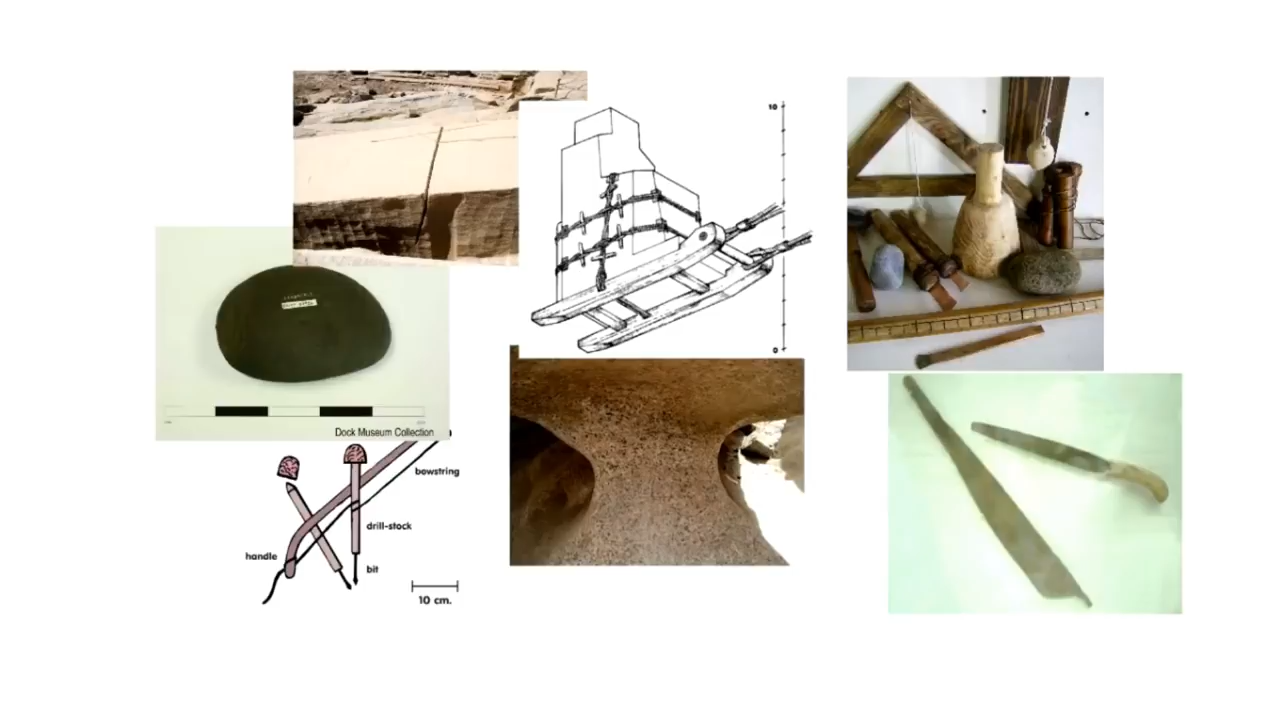 10
0
Dock Museum Collection
bowstring
drill-stock
handle
bit
10 cm.